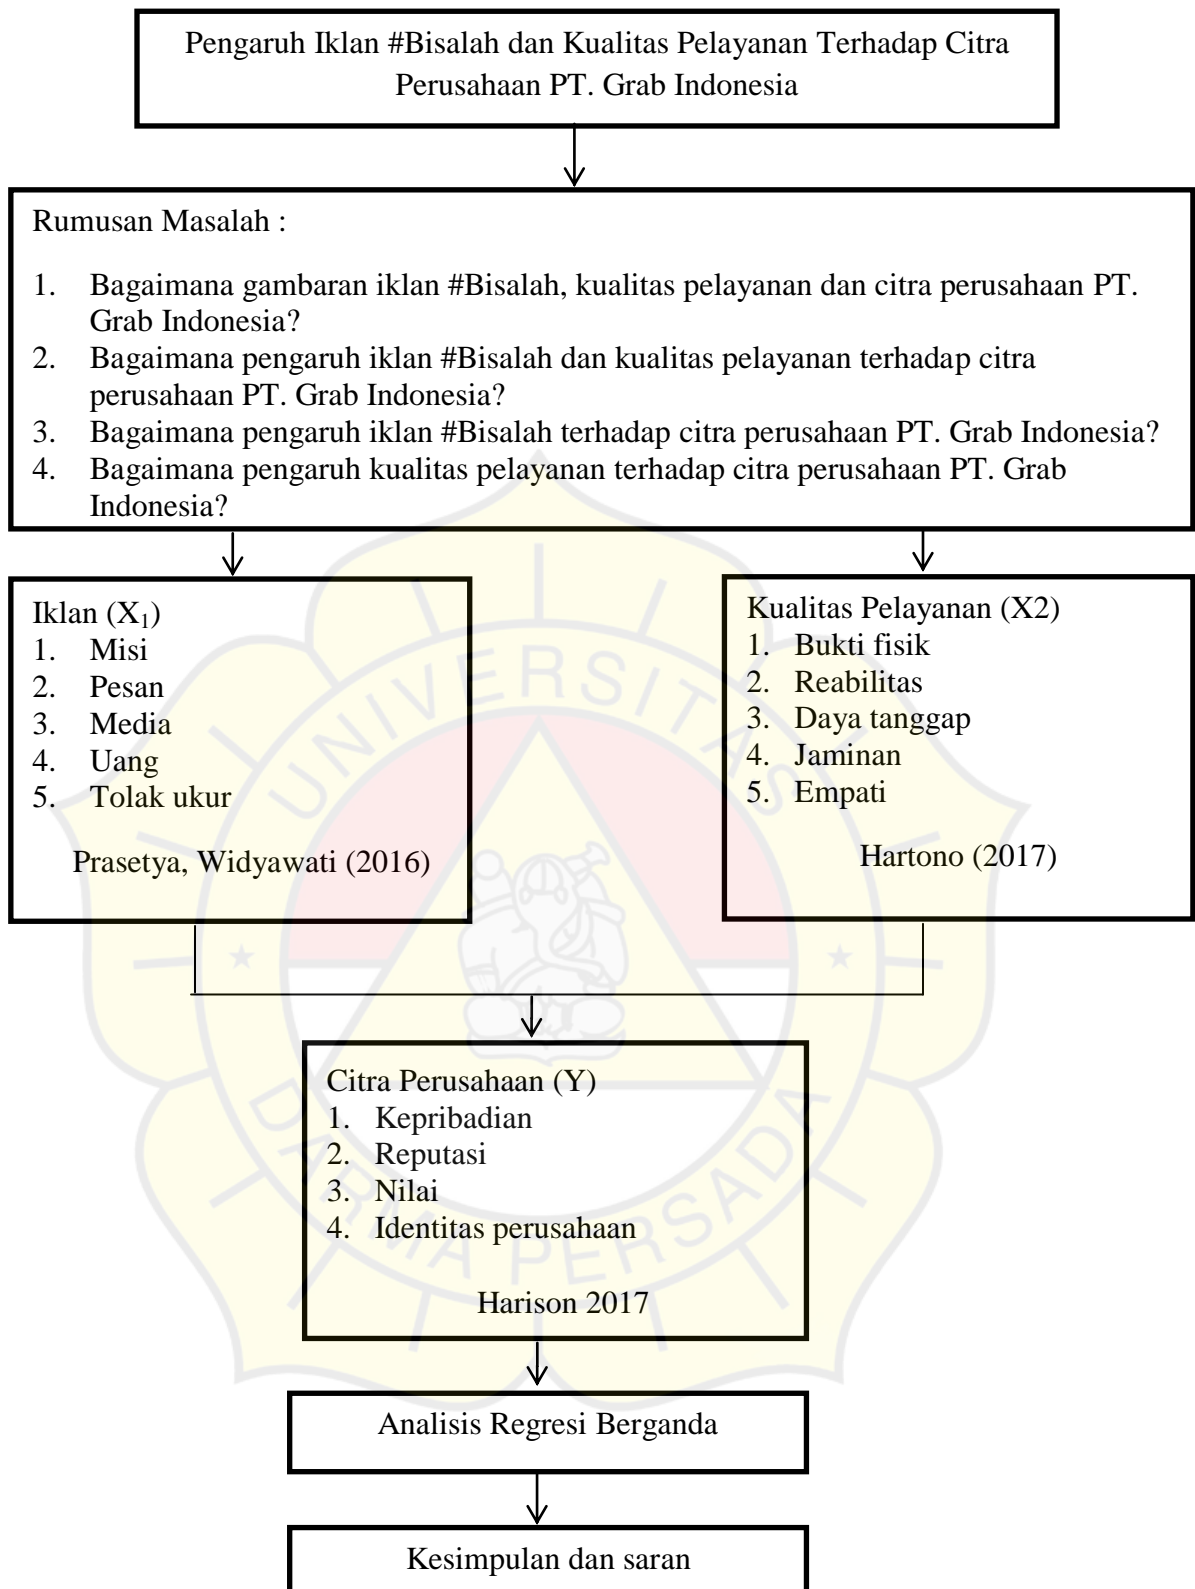 Pengaruh Iklan #Bisalah dan Kualitas Pelayanan Terhadap Citra
Perusahaan PT. Grab Indonesia
Rumusan Masalah :
1. Bagaimana gambaran iklan #Bisalah, kualitas pelayanan dan citra perusahaan PT.
Grab Indonesia?
2. Bagaimana pengaruh iklan #Bisalah dan kualitas pelayanan terhadap citra
perusahaan PT. Grab Indonesia?
3. Bagaimana pengaruh iklan #Bisalah terhadap citra perusahaan PT. Grab Indonesia?
4. Bagaimana pengaruh kualitas pelayanan terhadap citra perusahaan PT. Grab
Indonesia?
Iklan (X₁)
1. Misi
2. Pesan
3. Media
4. Uang
5. Tolak ukur
Prasetya, Widyawati (2016)
Kualitas Pelayanan (X2)
1. Bukti fisik
2. Reabilitas
3. Daya tanggap
4. Jaminan
5. Empati
Hartono (2017)
Citra Perusahaan (Y)
1. Kepribadian
2. Reputasi
3. Nilai
4. Identitas perusahaan
Harison 2017
Analisis Regresi Berganda
Kesimpulan dan saran
UNIVERSITAS
DARMA PERSADA